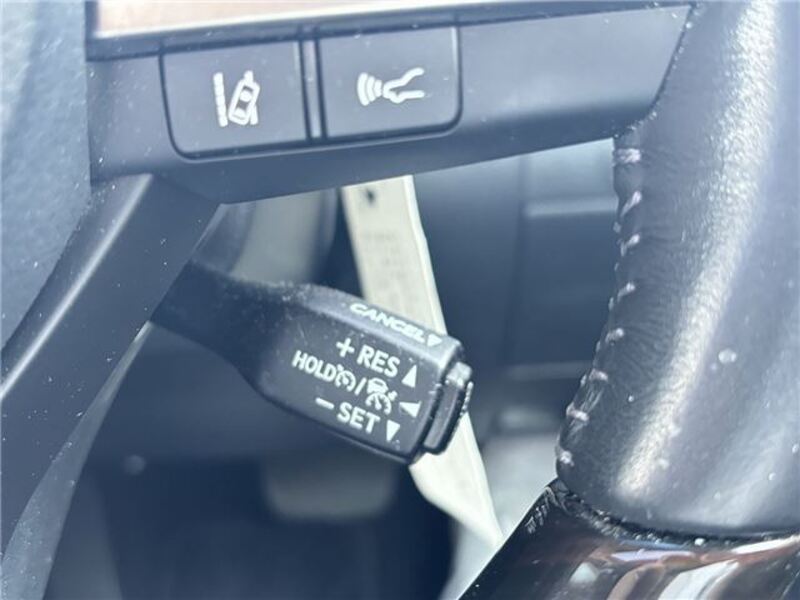 CANCEL
+ RES
HOLD /
- SET